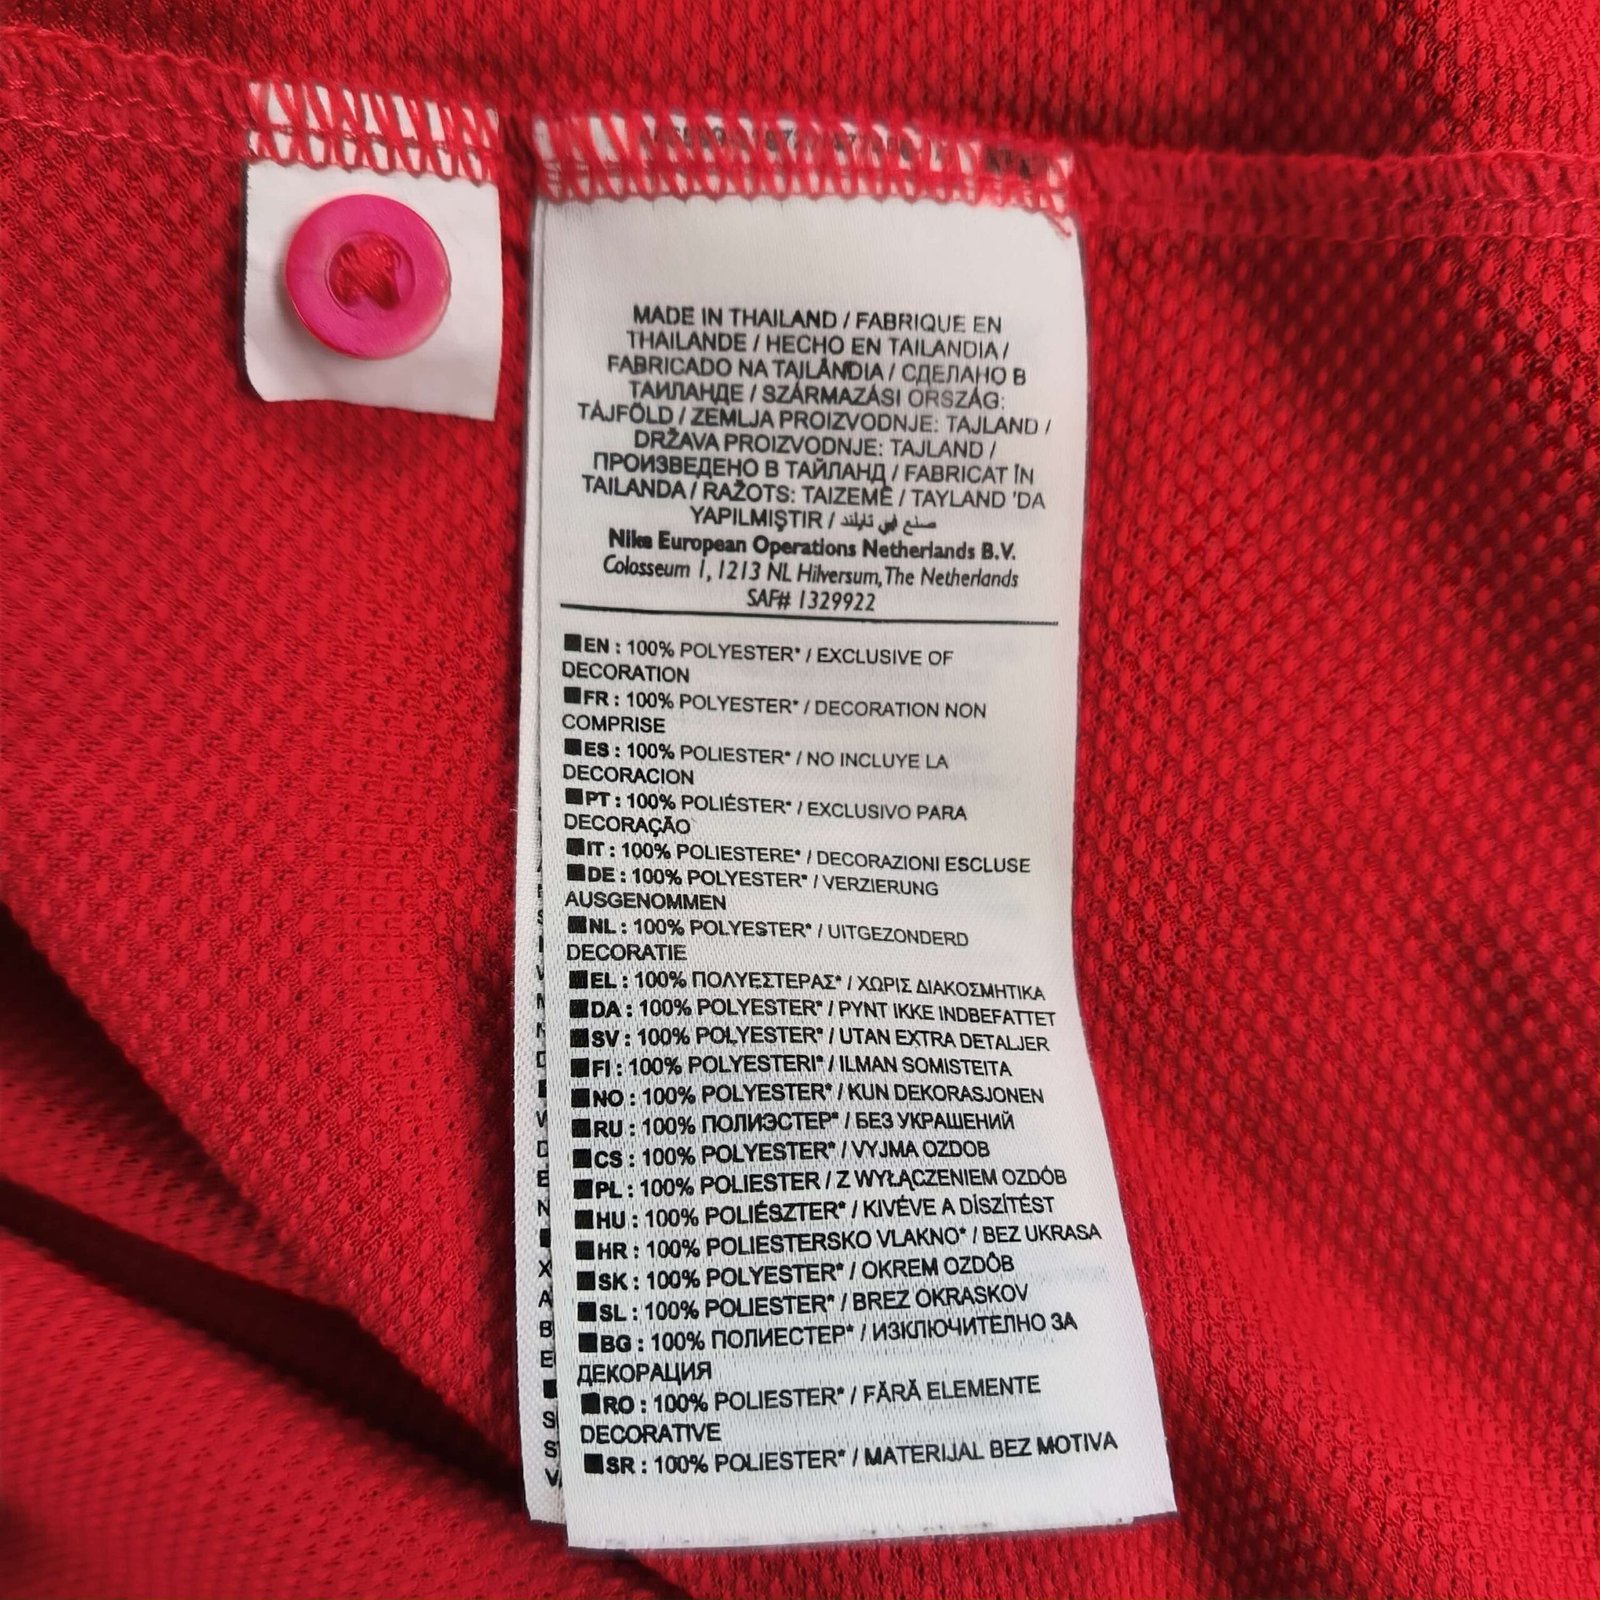 MADE IN THAILAND / FABRIQUE EN
THAILANDE / HECHO EN TAILANDIA /
FABRICADO NA TAILÂNDIA / СДЕЛАНО В
ТАИЛАНДЕ / SZÁRMAZÁSI ORSZÁG:
TÁJFÖLD / ZEMLJA PROIZVODNJE: TAJLAND /
DRŽAVA PROIZVODNJE: TAJLAND /
ПРОИЗВЕДЕНО В ТАЙЛАНД / FABRICAT ÎN
TAILANDA / RAŽOTS: TAIZEMĒ / TAYLAND 'DA
YAPILMIŞTIR / صنع في تايلند
Nike European Operations Netherlands B.V.
Colosseum 1, 1213 NL Hilversum, The Netherlands
SAF# 1329922
EN : 100% POLYESTER* / EXCLUSIVE OF
DECORATION
FR : 100% POLYESTER* / DECORATION NON
COMPRISE
ES : 100% POLIESTER* / NO INCLUYE LA
DECORACION
PT : 100% POLIÉSTER* / EXCLUSIVO PARA
DECORAÇÃO
IT : 100% POLIESTERE* / DECORAZIONI ESCLUSE
DE : 100% POLYESTER* / VERZIERUNG
AUSGENOMMEN
NL : 100% POLYESTER* / UITGEZONDERD
DECORATIE
EL : 100% ΠΟΛΥΕΣΤΕΡΑΣ* / ΧΩΡΙΣ ΔΙΑΚΟΣΜΗΤΙΚΑ
DA : 100% POLYESTER* / PYNT IKKE INDBEFATTET
SV : 100% POLYESTER* / UTAN EXTRA DETALJER
FI : 100% POLYESTERI* / ILMAN SOMISTEITA
NO : 100% POLYESTER* / KUN DEKORASJONEN
RU : 100% ПОЛИЭСТЕР* / БЕЗ УКРАШЕНИЙ
CS : 100% POLYESTER* / VYJMA OZDOB
PL : 100% POLIESTER / Z WYŁĄCZENIEM OZDÓB
HU : 100% POLIÉSZTER* / KIVÉVE A DÍSZÍTÉST
HR : 100% POLIESTERSKO VLAKNO* / BEZ UKRASA
SK : 100% POLYESTER* / OKREM OZDÔB
SL : 100% POLIESTER* / BREZ OKRASKOV
BG : 100% ПОЛИЕСТЕР* / ИЗКЛЮЧИТЕЛНО ЗА
ДЕКОРАЦИЯ
RO : 100% POLIESTER* / FĂRĂ ELEMENTE
DECORATIVE
SR : 100% POLIESTER* / MATERIJAL BEZ MOTIVA